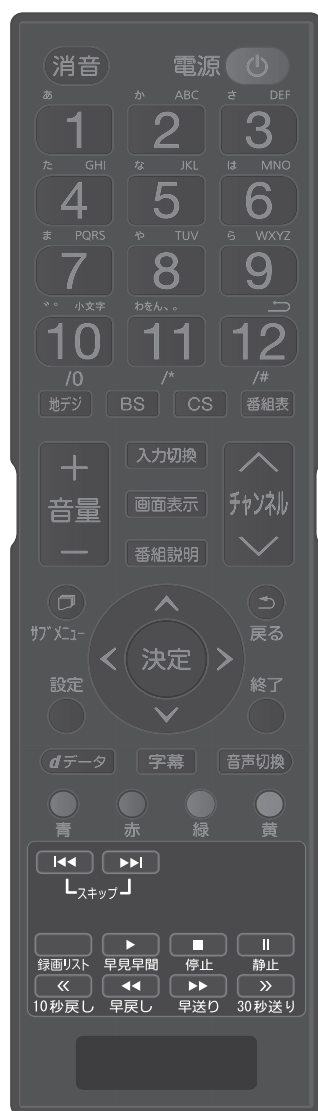 消音 電源
あ か ABC さ DEF
1 2 3
た GHI な JKL は MNO
4 5 6
ま PQRS や TUV ら WXYZ
7 8 9
゛゜ 小文字 わをん、。
10 11 12
/0 /* /#
地デジ BS CS 番組表
+ 入力切換
音量 画面表示 チャンネル
− 番組説明
サブメニュー 戻る
決定
設定 終了
dデータ 字幕 音声切換
青 赤 緑 黄
スキップ
録画リスト 早見早聞 停止 静止
10秒戻し 早戻し 早送り 30秒送り